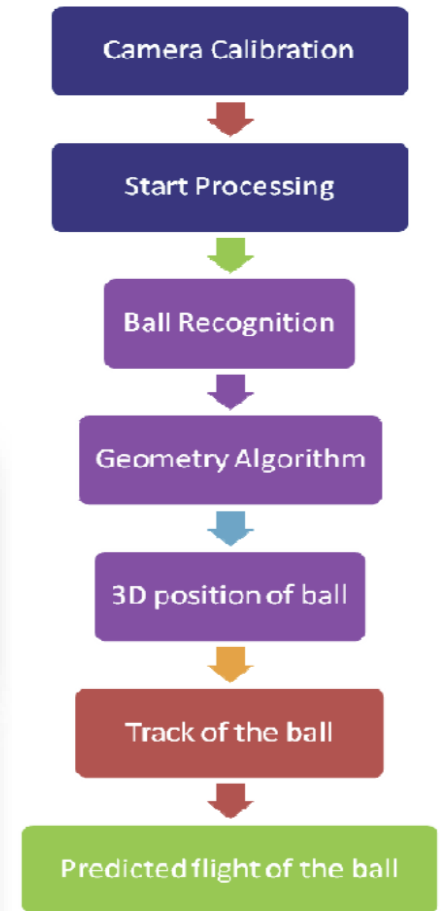 Camera Calibration
Start Processing
Ball Recognition
Geometry Algorithm
3D position of ball
Track of the ball
Predicted flight of the ball